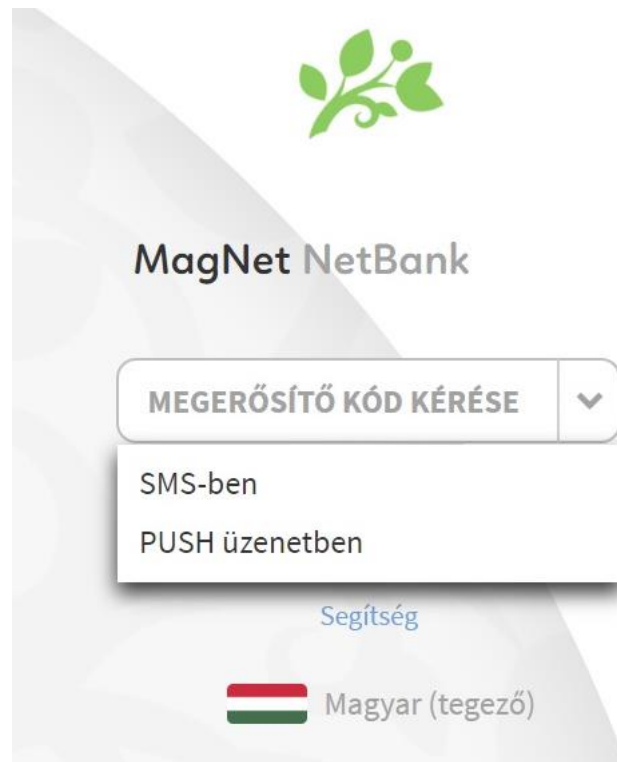 MagNet NetBank
MEGERŐSÍTŐ KÓD KÉRÉSE
SMS-ben
PUSH üzenetben
Segítség
Magyar (tegező)